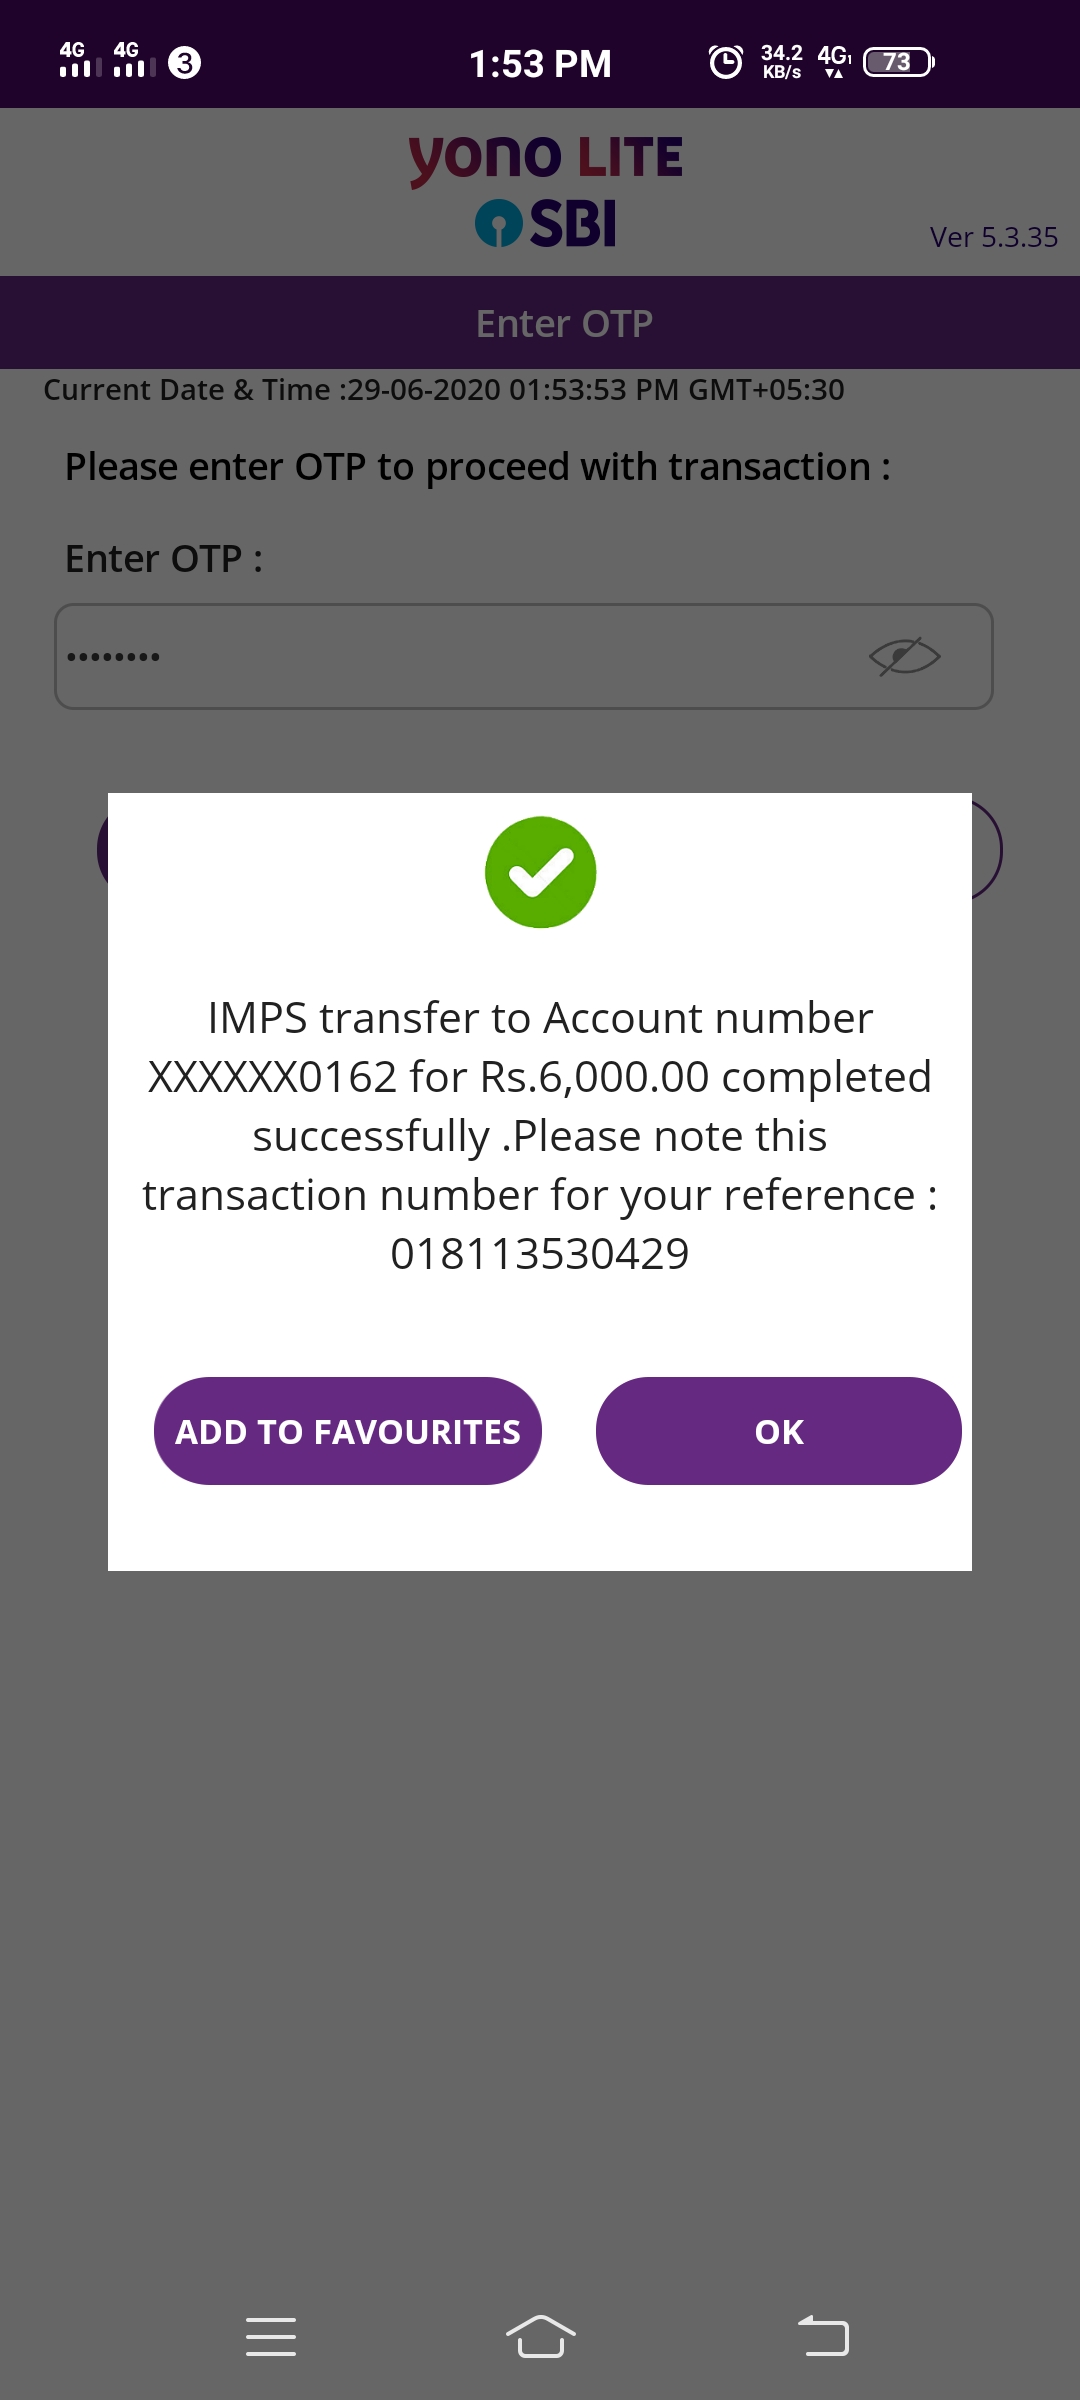 4G 4G 3 1:53 PM 34.2 KB/s 4G1 73
yono LITE
SBI
Ver 5.3.35
Enter OTP
Current Date & Time :29-06-2020 01:53:53 PM GMT+05:30
Please enter OTP to proceed with transaction :
Enter OTP :
••••••••
IMPS transfer to Account number
XXXXXX0162 for Rs.6,000.00 completed
successfully .Please note this
transaction number for your reference :
018113530429
ADD TO FAVOURITES OK